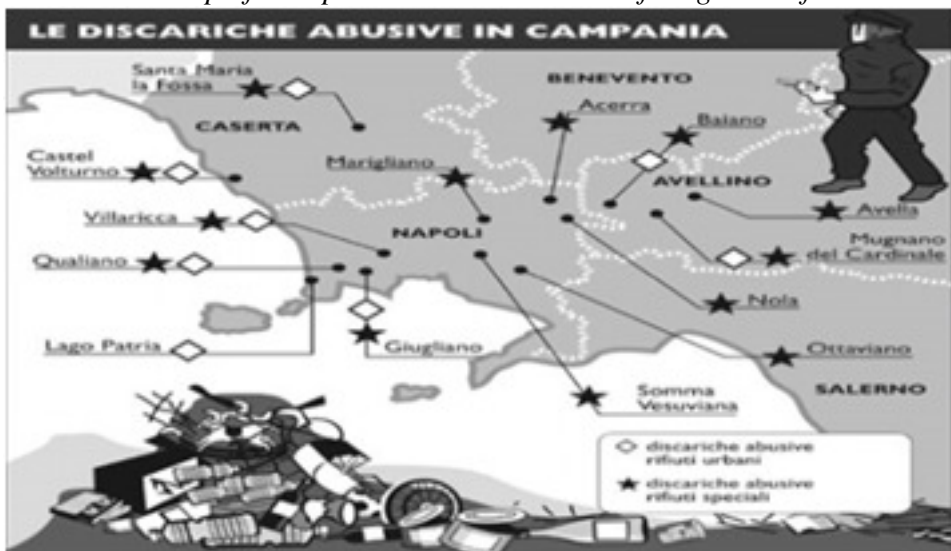 LE DISCARICHE ABUSIVE IN CAMPANIA
Santa Maria
la Fossa
BENEVENTO
Acerra
Baiano
CASERTA
Castel
Volturno
Marigliano
AVELLINO
Villaricca
Avella
NAPOLI
Mugnano
del Cardinale
Qualiano
Nola
Lago Patria
Giugliano
Ottaviano
Somma
Vesuviana
SALERNO
discariche abusive
rifiuti urbani
discariche abusive
rifiuti speciali